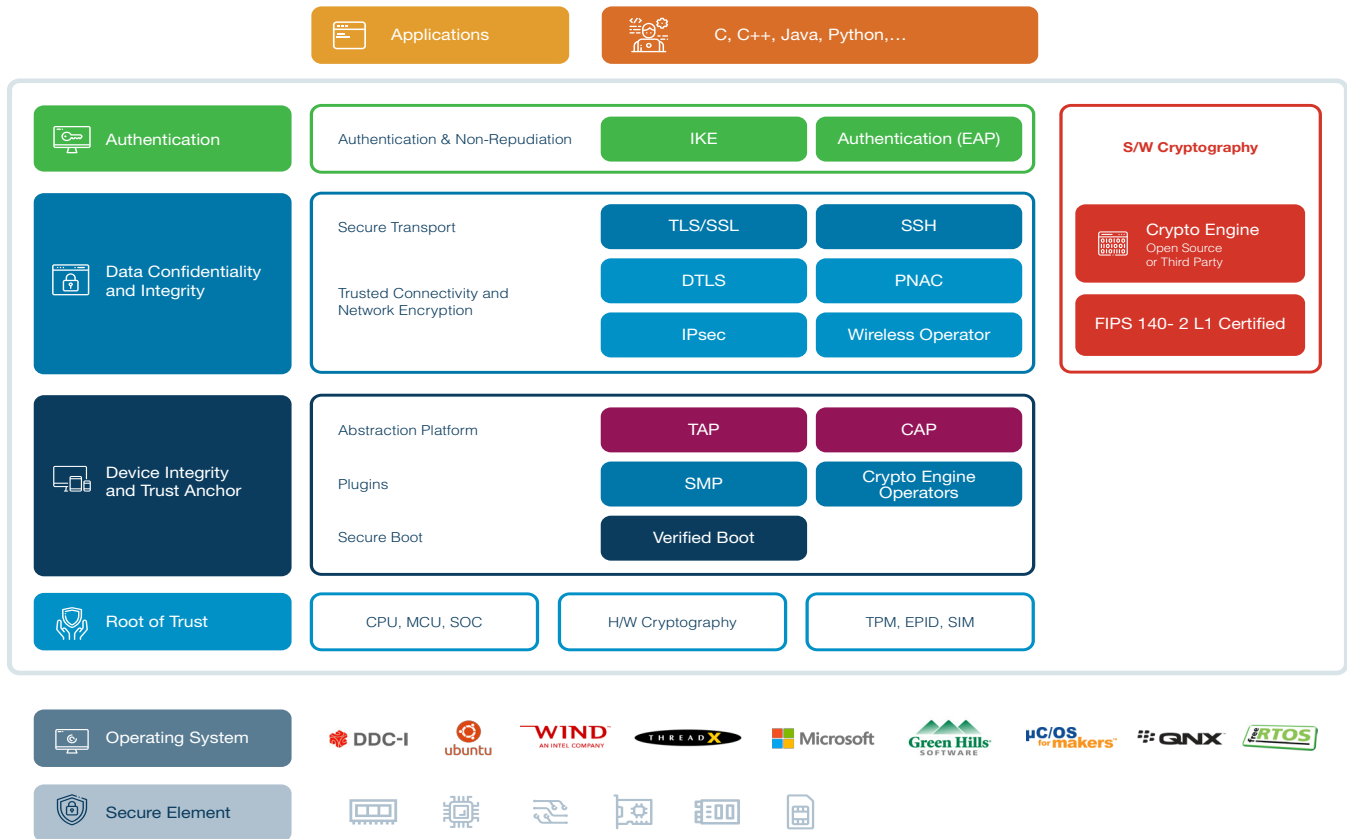 Applications
C, C++, Java, Python,...
Authentication
Authentication & Non-Repudiation
IKE
Authentication (EAP)
S/W Cryptography
Crypto Engine
Open Source
or Third Party
FIPS 140- 2 L1 Certified
Data Confidentiality
and Integrity
Secure Transport
TLS/SSL
SSH
Trusted Connectivity and
Network Encryption
DTLS
PNAC
IPsec
Wireless Operator
Device Integrity
and Trust Anchor
Abstraction Platform
TAP
CAP
Plugins
SMP
Crypto Engine
Operators
Secure Boot
Verified Boot
Root of Trust
CPU, MCU, SOC
H/W Cryptography
TPM, EPID, SIM
Operating System
DDC-I
ubuntu
WIND
AN INTEL COMPANY
THREADX
Microsoft
Green Hills
SOFTWARE
µC/OS
for makers™
QNX
free RTOS
Secure Element